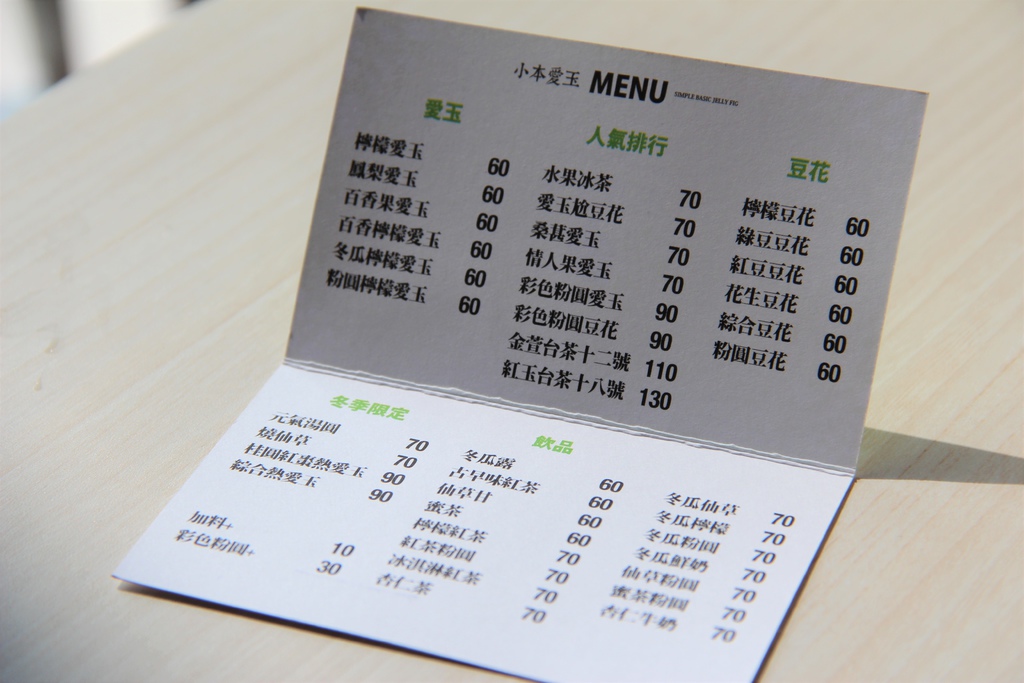 小本愛玉 MENU SIMPLE BASIC JELLY FIG
愛玉
檸檬愛玉 60
鳳梨愛玉 60
百香果愛玉 60
百香檸檬愛玉 60
冬瓜檸檬愛玉 60
粉圓檸檬愛玉 60
人氣排行
水果冰茶 70
愛玉尬豆花 70
桑葚愛玉 70
情人果愛玉 70
彩色粉圓愛玉 90
彩色粉圓豆花 90
金萱台茶十二號 110
紅玉台茶十八號 130
豆花
檸檬豆花 60
綠豆豆花 60
紅豆豆花 60
花生豆花 60
綜合豆花 60
粉圓豆花 60
冬季限定
元氣湯圓 70
燒仙草 70
桂圓紅棗熱愛玉 90
綜合熱愛玉 90
加料+ 10
彩色粉圓+ 30
飲品
冬瓜露 60
古早味紅茶 60
仙草甘 60
蜜茶 60
檸檬紅茶 70
紅茶粉圓 70
冰淇淋紅茶 70
杏仁茶 70
冬瓜仙草 70
冬瓜檸檬 70
冬瓜粉圓 70
冬瓜鮮奶 70
仙草粉圓 70
蜜茶粉圓 70
杏仁牛奶 70